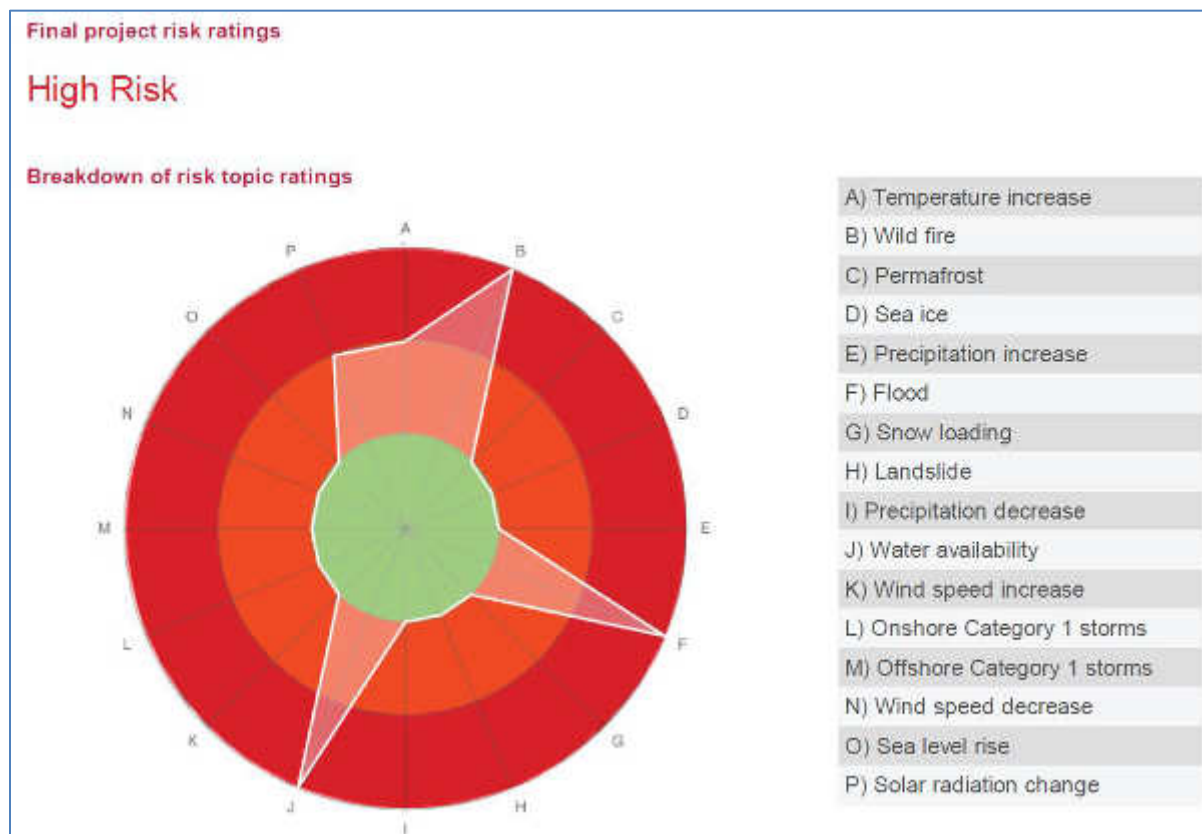 Final project risk ratings
High Risk
Breakdown of risk topic ratings
A
B
C
D
E
F
G
H
I
J
K
L
M
N
O
P
A) Temperature increase
B) Wild fire
C) Permafrost
D) Sea ice
E) Precipitation increase
F) Flood
G) Snow loading
H) Landslide
I) Precipitation decrease
J) Water availability
K) Wind speed increase
L) Onshore Category 1 storms
M) Offshore Category 1 storms
N) Wind speed decrease
O) Sea level rise
P) Solar radiation change